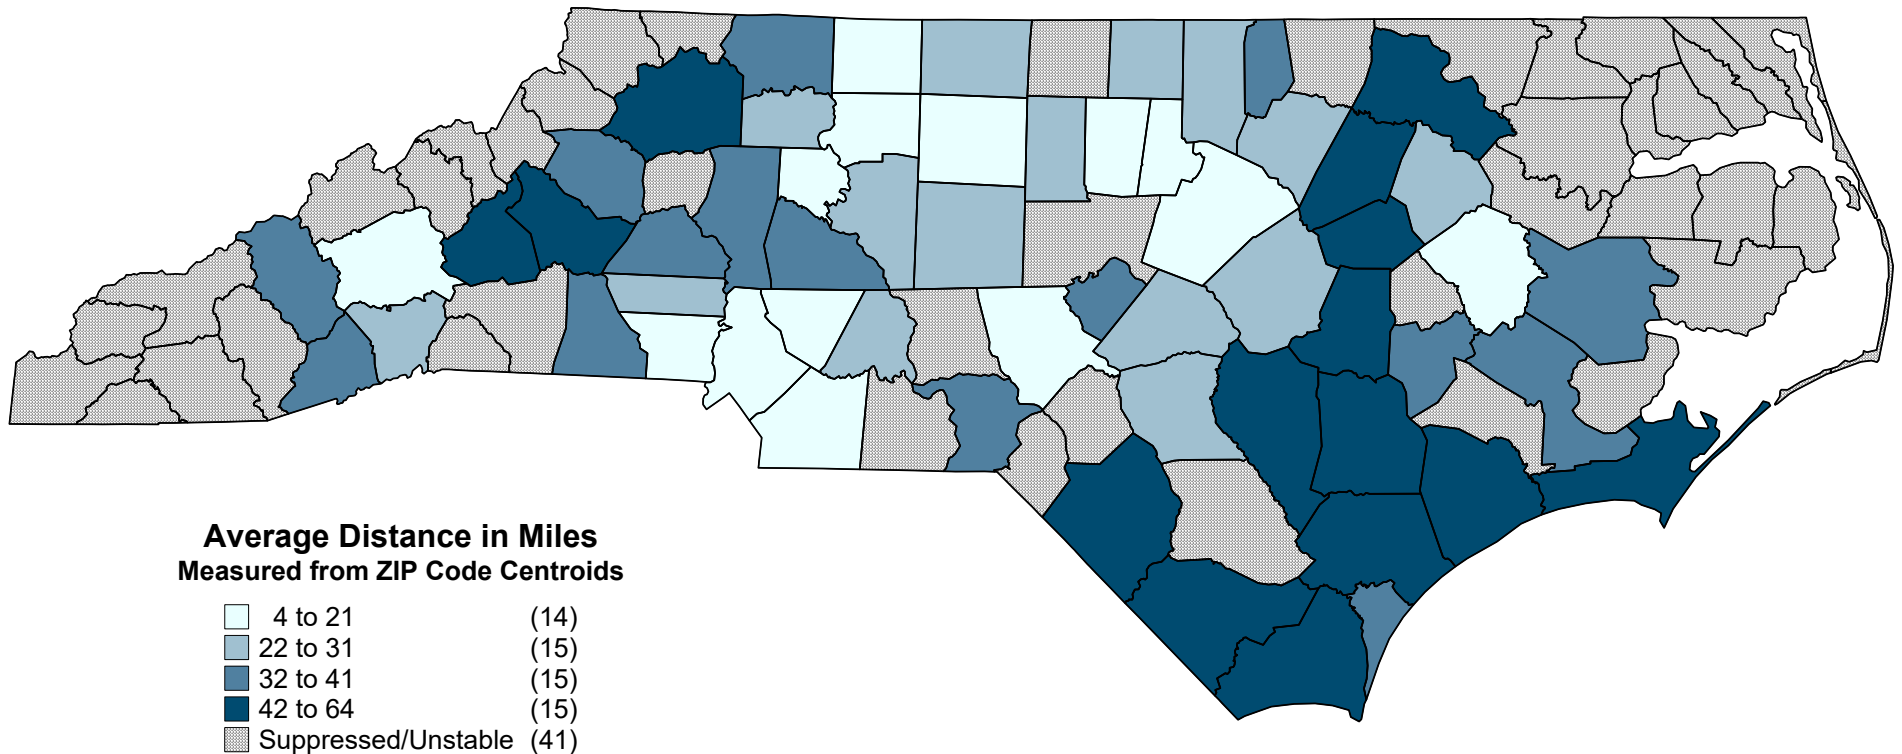 Average Distance in Miles
Measured from ZIP Code Centroids
4 to 21 (14)
22 to 31 (15)
32 to 41 (15)
42 to 64 (15)
Suppressed/Unstable (41)